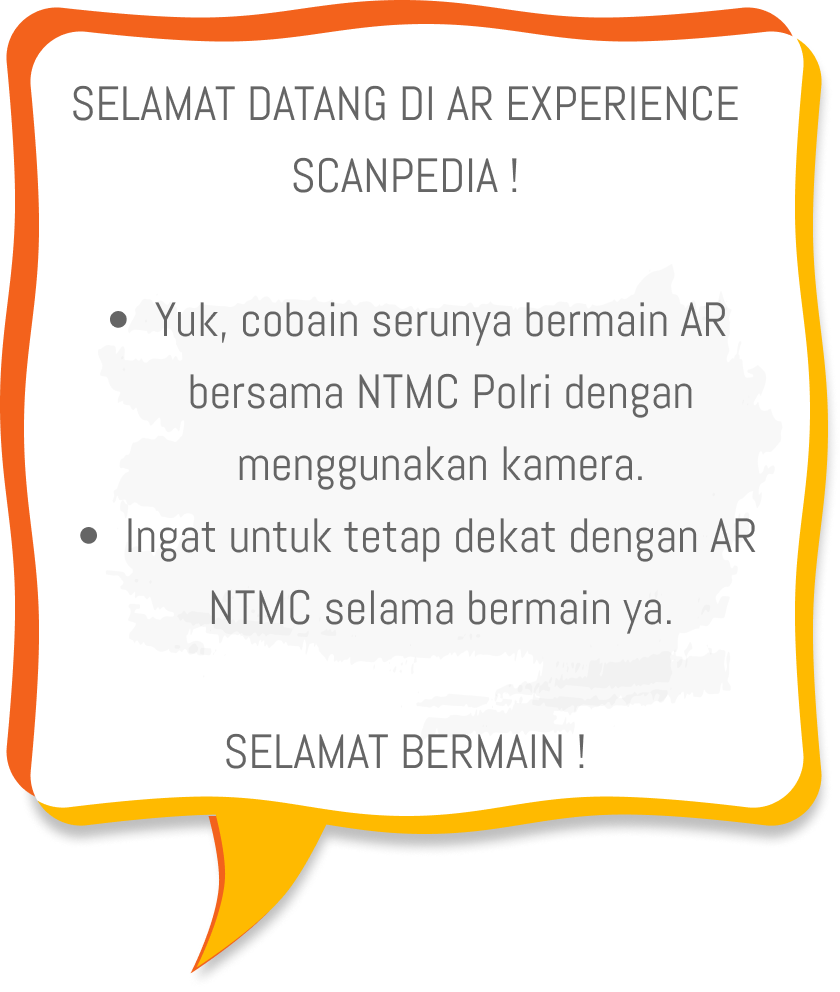 SELAMAT DATANG DI AR EXPERIENCE
SCANPEDIA !
• Yuk, cobain serunya bermain AR
bersama NTMC Polri dengan
menggunakan kamera.
• Ingat untuk tetap dekat dengan AR
NTMC selama bermain ya.
SELAMAT BERMAIN !